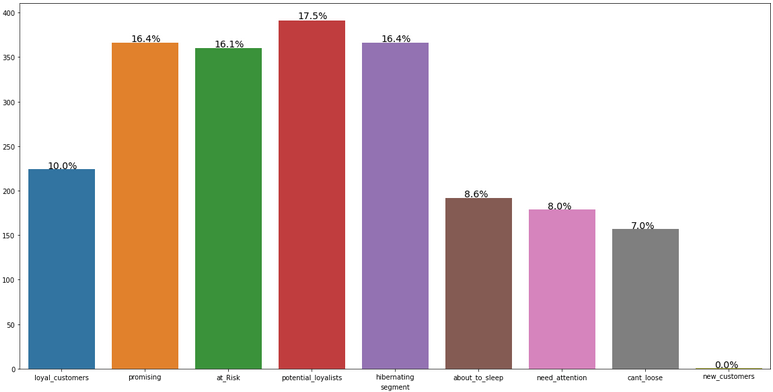 400
350
300
250
200
150
100
50
0
10.0%
16.4%
16.1%
17.5%
16.4%
8.6%
8.0%
7.0%
0.0%
loyal_customers
promising
at_Risk
potential_loyalists
hibernating
about_to_sleep
need_attention
cant_loose
new_customers
segment